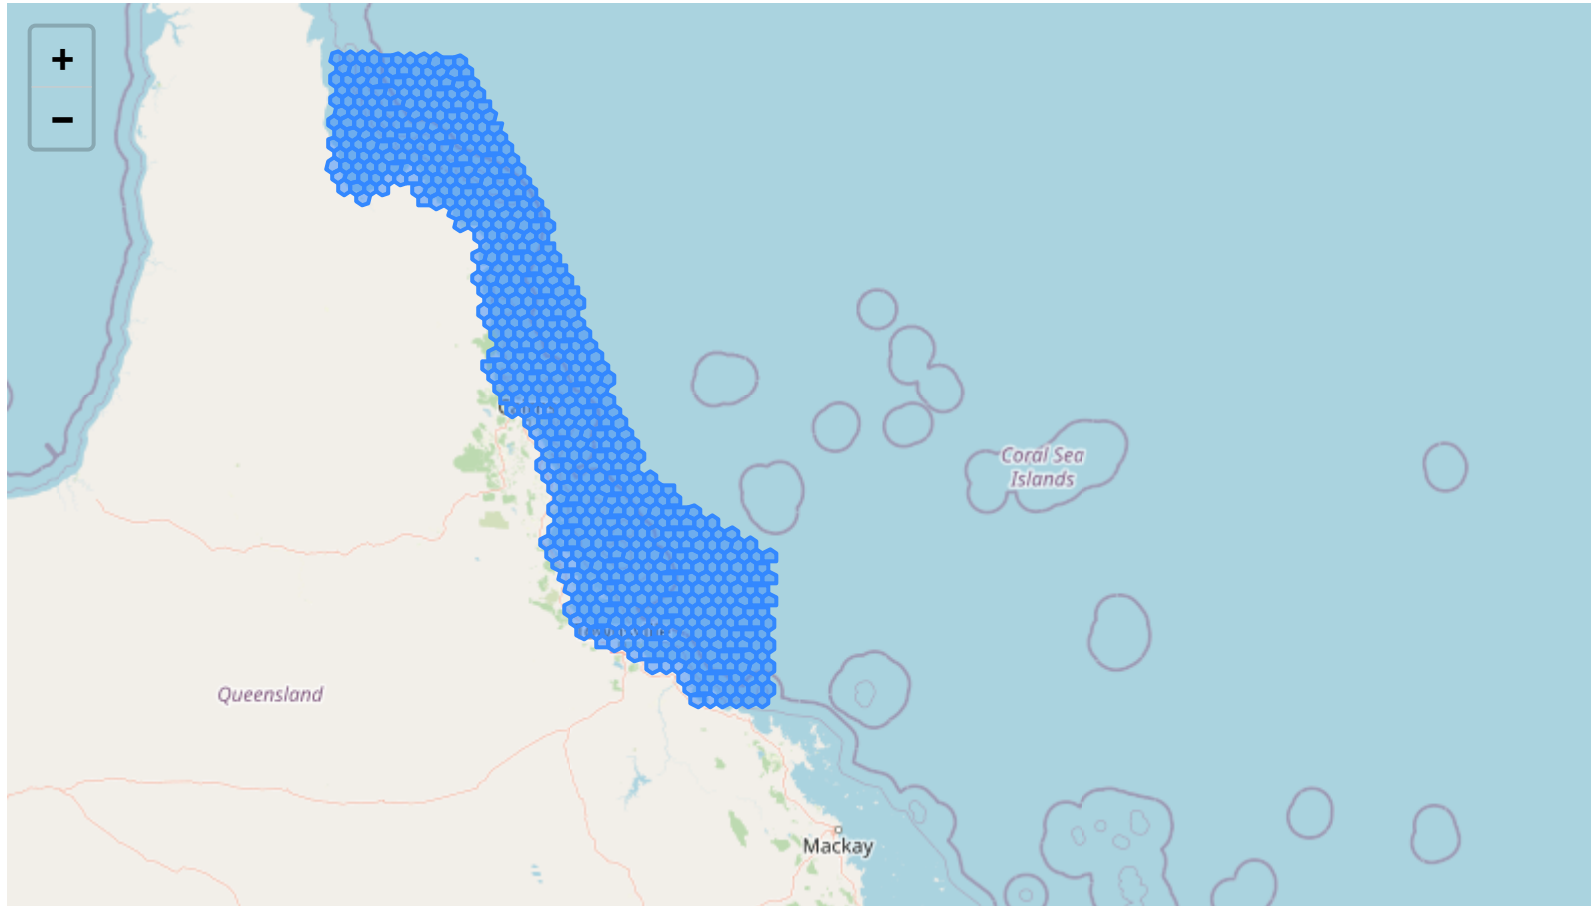 +
−
Coral Sea
Islands
Queensland
Mackay